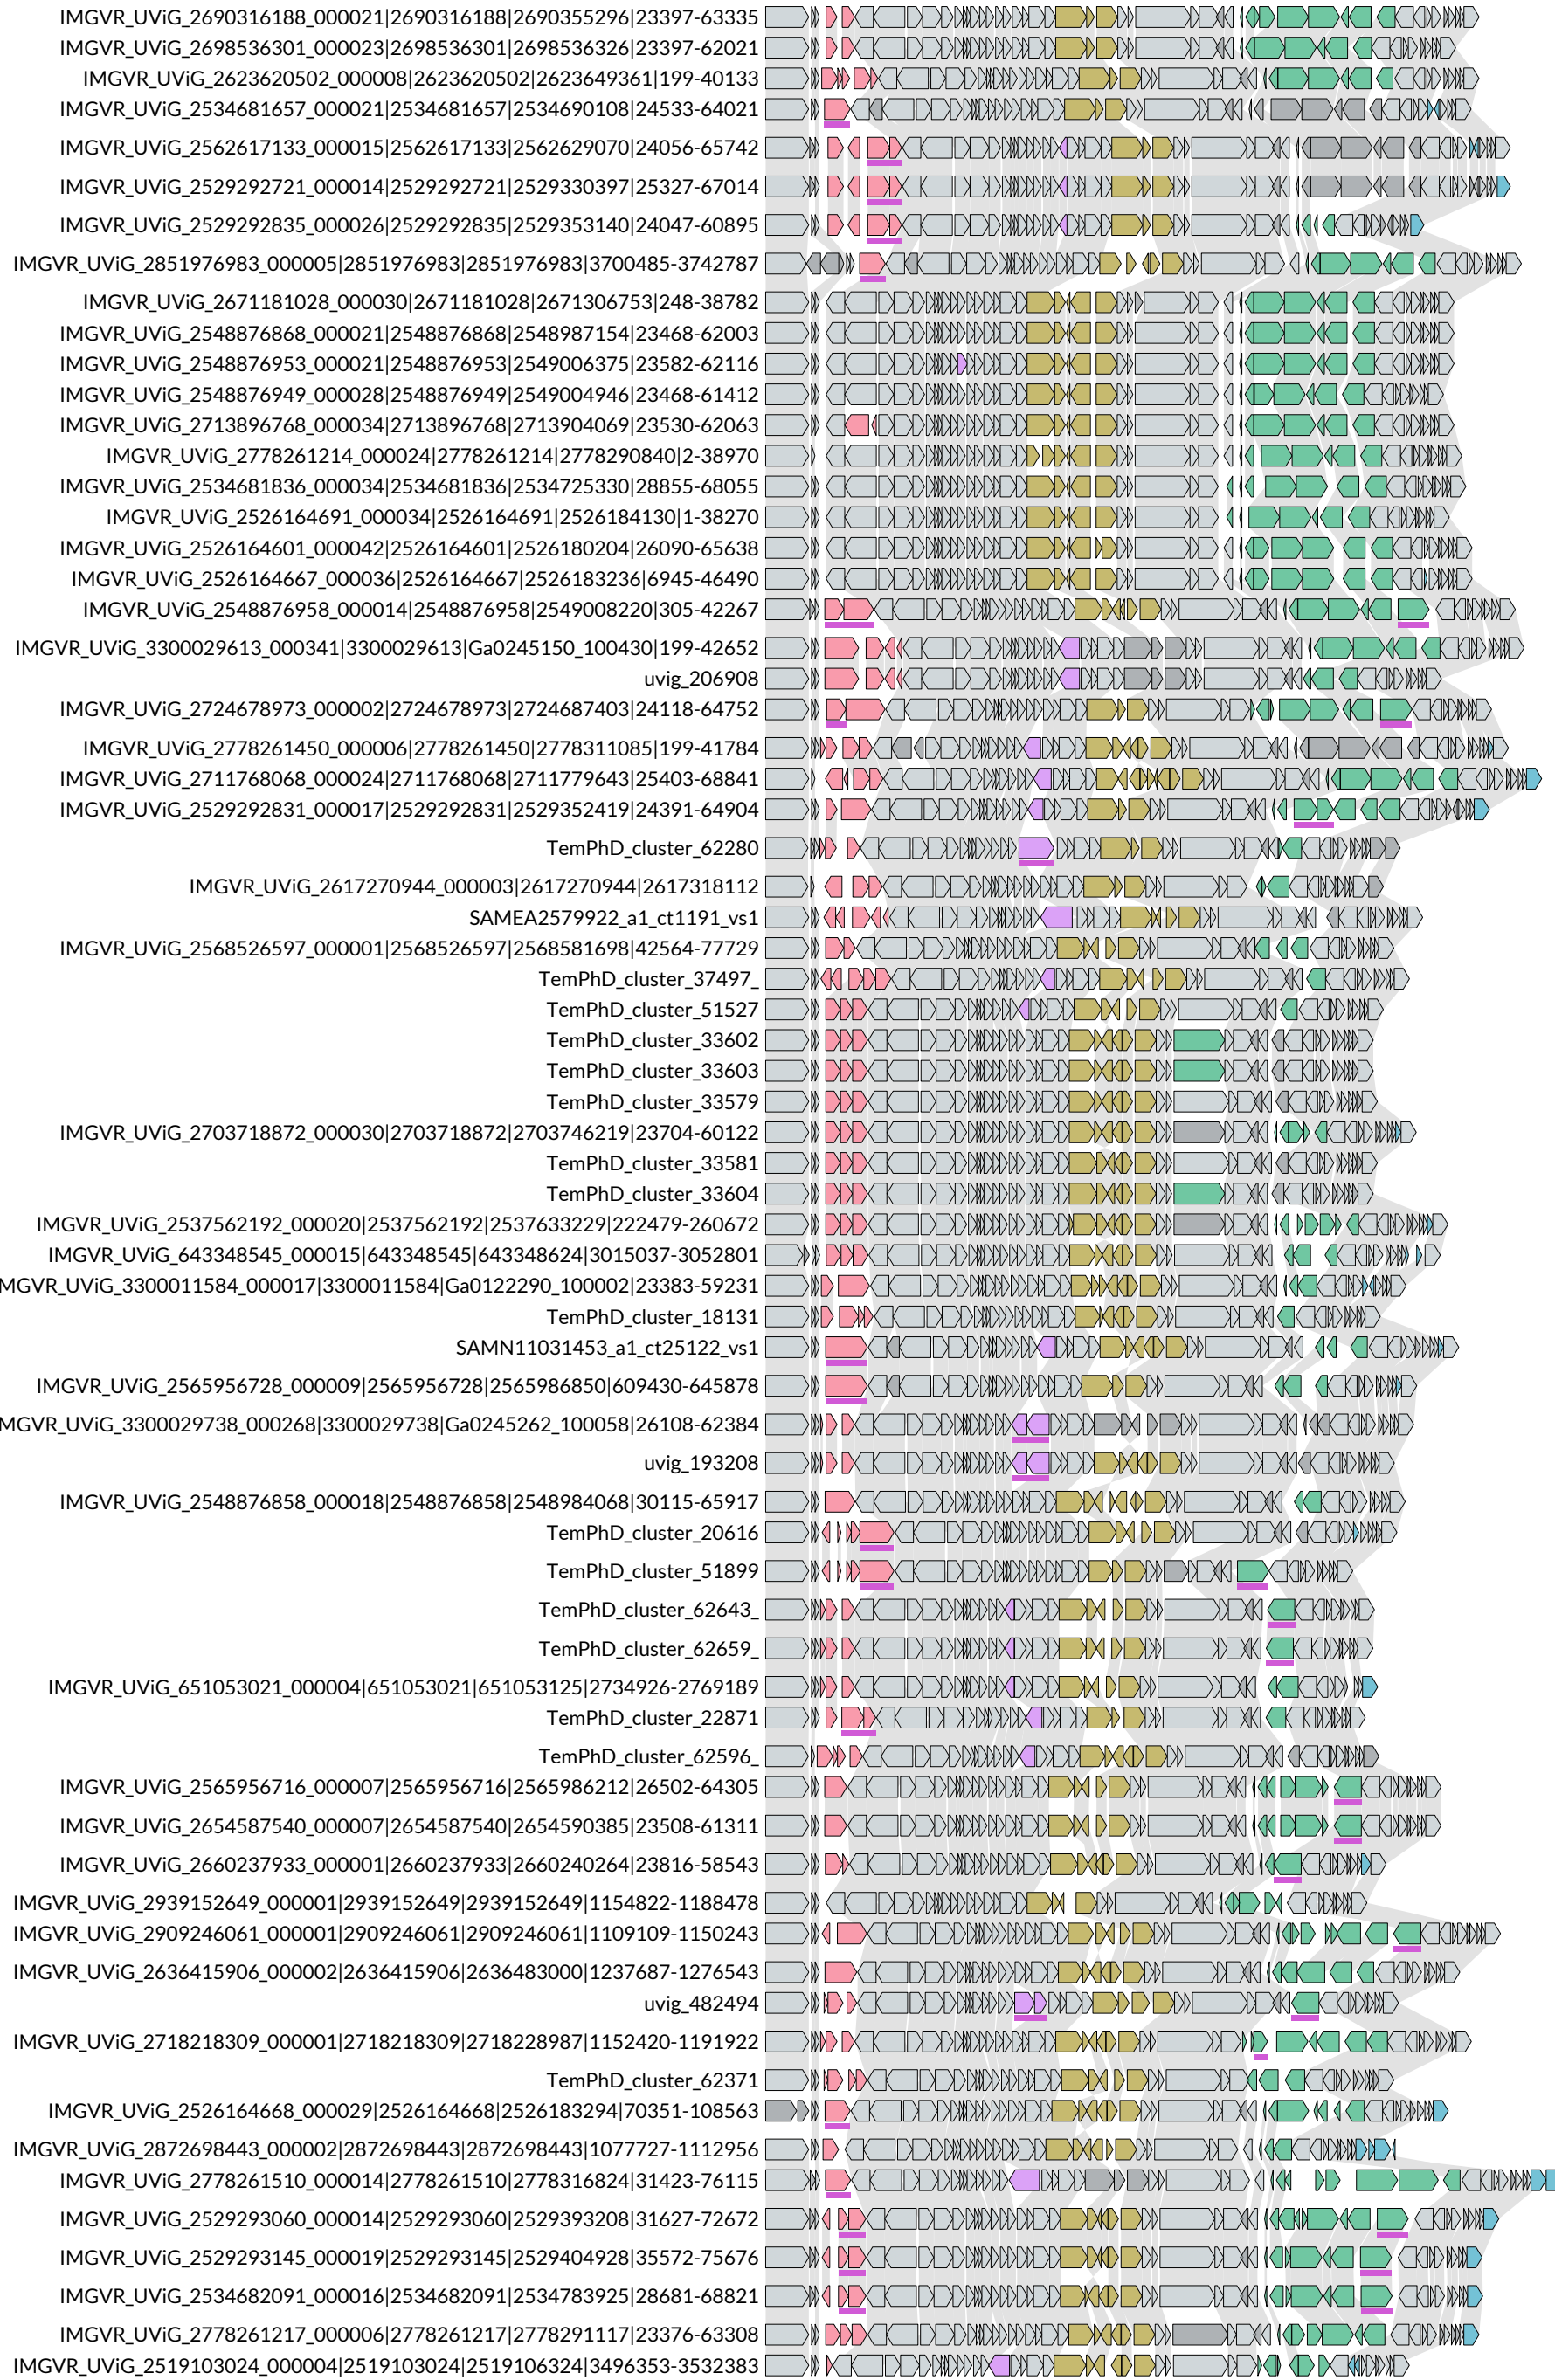 IMGVR_UViG_2690316188_000021|2690316188|2690355296|23397-63335
IMGVR_UViG_2698536301_000023|2698536301|2698536326|23397-62021
IMGVR_UViG_2623620502_000008|2623620502|2623649361|199-40133
IMGVR_UViG_2534681657_000021|2534681657|2534690108|24533-64021
IMGVR_UViG_2562617133_000015|2562617133|2562629070|24056-65742
IMGVR_UViG_2529292721_000014|2529292721|2529330397|25327-67014
IMGVR_UViG_2529292835_000026|2529292835|2529353140|24047-60895
IMGVR_UViG_2851976983_000005|2851976983|2851976983|3700485-3742787
IMGVR_UViG_2671181028_000030|2671181028|2671306753|248-38782
IMGVR_UViG_2548876868_000021|2548876868|2548987154|23468-62003
IMGVR_UViG_2548876953_000021|2548876953|2549006375|23582-62116
IMGVR_UViG_2548876949_000028|2548876949|2549004946|23468-61412
IMGVR_UViG_2713896768_000034|2713896768|2713904069|23530-62063
IMGVR_UViG_2778261214_000024|2778261214|2778290840|2-38970
IMGVR_UViG_2534681836_000034|2534681836|2534725330|28855-68055
IMGVR_UViG_2526164691_000034|2526164691|2526184130|1-38270
IMGVR_UViG_2526164601_000042|2526164601|2526180204|26090-65638
IMGVR_UViG_2526164667_000036|2526164667|2526183236|6945-46490
IMGVR_UViG_2548876958_000014|2548876958|2549008220|305-42267
IMGVR_UViG_3300029613_000341|3300029613|Ga0245150_100430|199-42652
uvig_206908
IMGVR_UViG_2724678973_000002|2724678973|2724687403|24118-64752
IMGVR_UViG_2778261450_000006|2778261450|2778311085|199-41784
IMGVR_UViG_2711768068_000024|2711768068|2711779643|25403-68841
IMGVR_UViG_2529292831_000017|2529292831|2529352419|24391-64904
TemPhD_cluster_62280
IMGVR_UViG_2617270944_000003|2617270944|2617318112
SAMEA2579922_a1_ct1191_vs1
IMGVR_UViG_2568526597_000001|2568526597|2568581698|42564-77729
TemPhD_cluster_37497_
TemPhD_cluster_51527
TemPhD_cluster_33602
TemPhD_cluster_33603
TemPhD_cluster_33579
IMGVR_UViG_2703718872_000030|2703718872|2703746219|23704-60122
TemPhD_cluster_33581
TemPhD_cluster_33604
IMGVR_UViG_2537562192_000020|2537562192|2537633229|222479-260672
IMGVR_UViG_643348545_000015|643348545|643348624|3015037-3052801
MGVR_UViG_3300011584_000017|3300011584|Ga0122290_100002|23383-59231
TemPhD_cluster_18131
SAMN11031453_a1_ct25122_vs1
IMGVR_UViG_2565956728_000009|2565956728|2565986850|609430-645878
MGVR_UViG_3300029738_000268|3300029738|Ga0245262_100058|26108-62384
uvig_193208
IMGVR_UViG_2548876858_000018|2548876858|2548984068|30115-65917
TemPhD_cluster_20616
TemPhD_cluster_51899
TemPhD_cluster_62643_
TemPhD_cluster_62659_
IMGVR_UViG_651053021_000004|651053021|651053125|2734926-2769189
TemPhD_cluster_22871
TemPhD_cluster_62596_
IMGVR_UViG_2565956716_000007|2565956716|2565986212|26502-64305
IMGVR_UViG_2654587540_000007|2654587540|2654590385|23508-61311
IMGVR_UViG_2660237933_000001|2660237933|2660240264|23816-58543
IMGVR_UViG_2939152649_000001|2939152649|2939152649|1154822-1188478
IMGVR_UViG_2909246061_000001|2909246061|2909246061|1109109-1150243
IMGVR_UViG_2636415906_000002|2636415906|2636483000|1237687-1276543
uvig_482494
IMGVR_UViG_2718218309_000001|2718218309|2718228987|1152420-1191922
TemPhD_cluster_62371
IMGVR_UViG_2526164668_000029|2526164668|2526183294|70351-108563
IMGVR_UViG_2872698443_000002|2872698443|2872698443|1077727-1112956
IMGVR_UViG_2778261510_000014|2778261510|2778316824|31423-76115
IMGVR_UViG_2529293060_000014|2529293060|2529393208|31627-72672
IMGVR_UViG_2529293145_000019|2529293145|2529404928|35572-75676
IMGVR_UViG_2534682091_000016|2534682091|2534783925|28681-68821
IMGVR_UViG_2778261217_000006|2778261217|2778291117|23376-63308
IMGVR_UViG_2519103024_000004|2519103024|2519106324|3496353-3532383